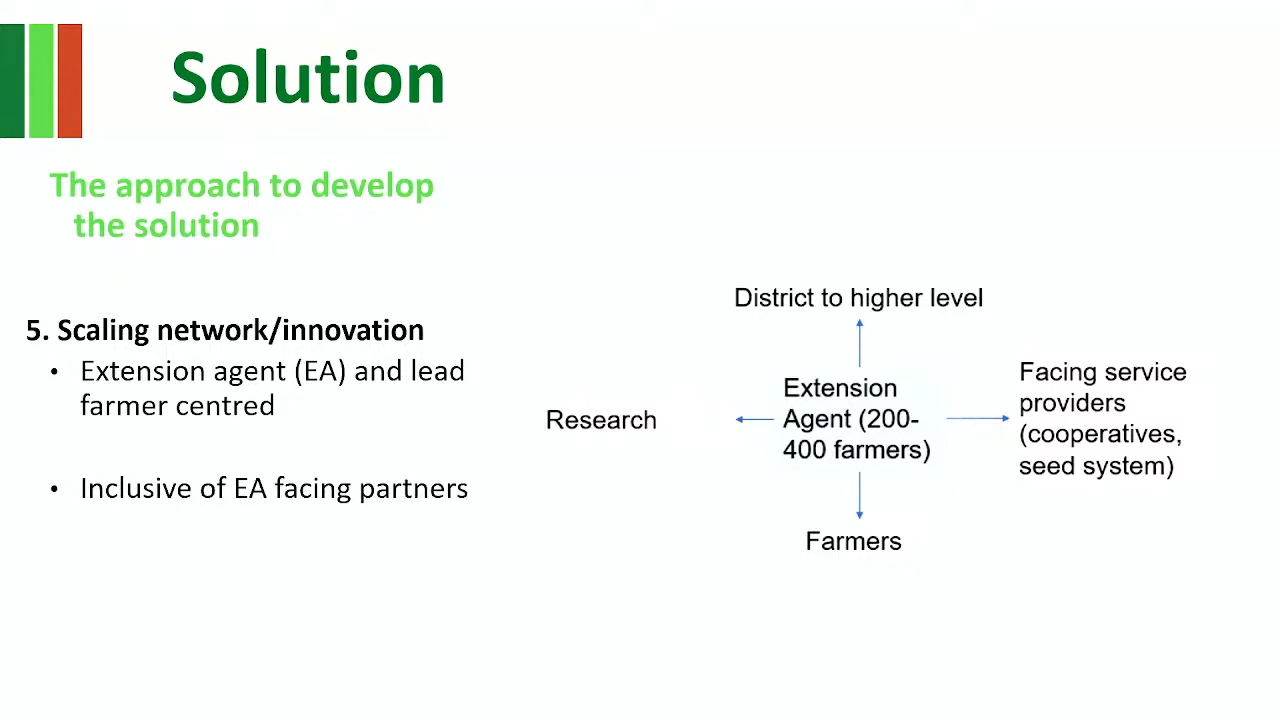 Solution
The approach to develop
the solution
5. Scaling network/innovation
• Extension agent (EA) and lead
farmer centred
• Inclusive of EA facing partners
District to higher level
Research
Extension
Agent (200-
400 farmers)
Facing service
providers
(cooperatives,
seed system)
Farmers